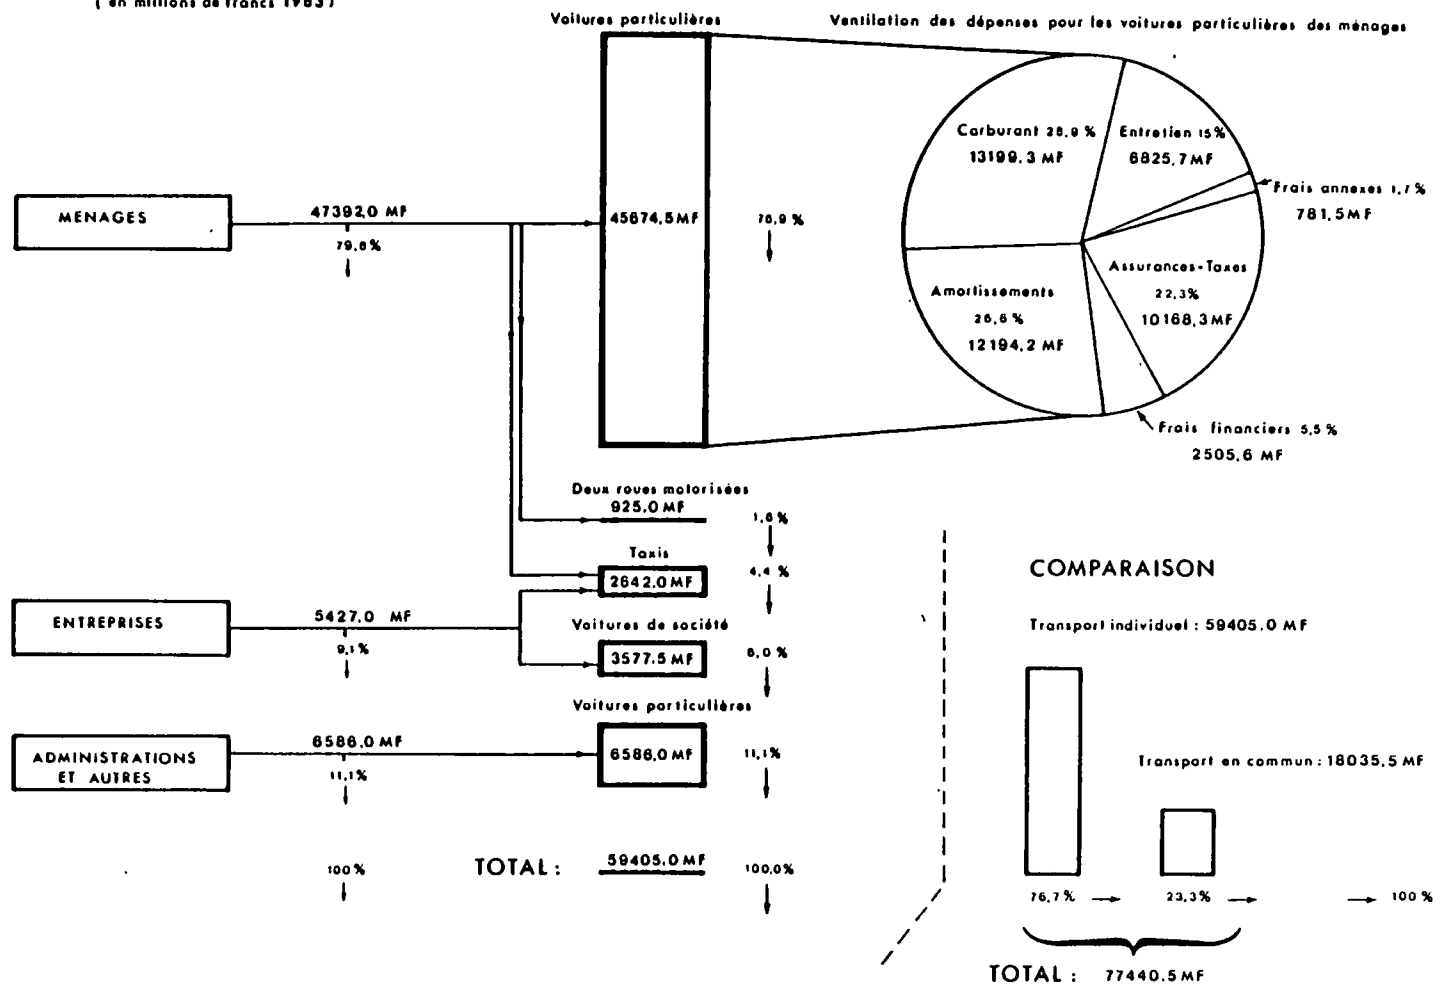 ( en millions de francs 1983 )
Voitures particulières
Ventilation des dépenses pour les voitures particulières des ménages
Carburant 28,9 %
13199,3 MF
Entretien 15%
6825,7 MF
Frais annexes 1,7 %
781,5 MF
Assurances-Taxes
22,3%
10168,3 MF
Amortissements
26,6 %
12194,2 MF
Frais financiers 5,5 %
2505,6 MF
MENAGES
47392,0 MF
79,8%
45674,5 MF
76,9 %
Deux roues motorisées
925,0 MF
1,6 %
Taxis
2642,0 MF
4,4 %
ENTREPRISES
5427,0 MF
9,1 %
Voitures de société
3577.5 MF
6,0 %
Voitures particulières
ADMINISTRATIONS
ET AUTRES
6586,0 MF
11,1 %
6586,0 MF
11,1%
100%
TOTAL :
59405,0 MF
100,0%
COMPARAISON
Transport individuel : 59405.0 MF
Transport en commun : 18035,5 MF
76,7 %
23,3%
100 %
TOTAL : 77440.5 MF